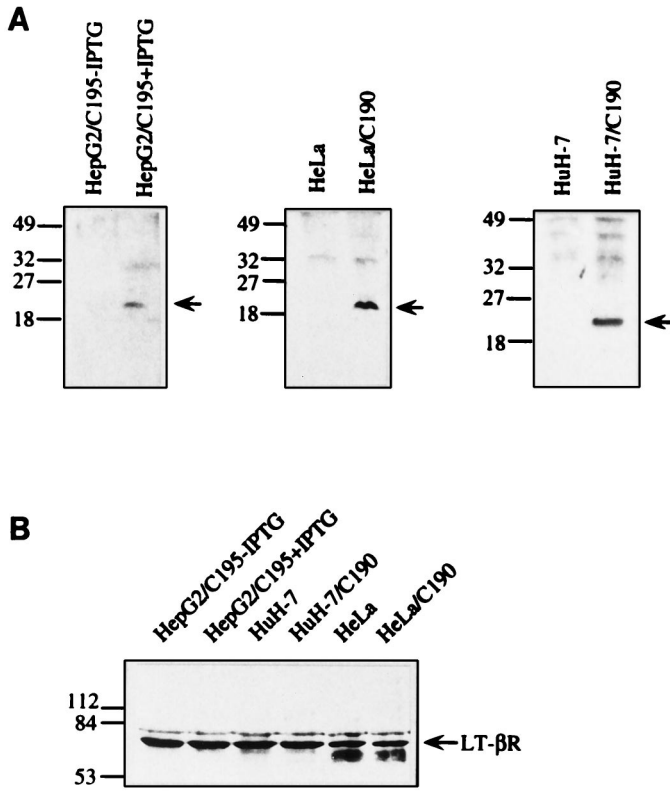 A
HepG2/C195-IPTG
HepG2/C195+IPTG
49
32
27
18
HeLa
HeLa/C190
49
32
27
18
HuH-7
HuH-7/C190
49
32
27
18
B
HepG2/C195-IPTG
HepG2/C195+IPTG
HuH-7
HuH-7/C190
HeLa
HeLa/C190
112
84
53
LT-βR